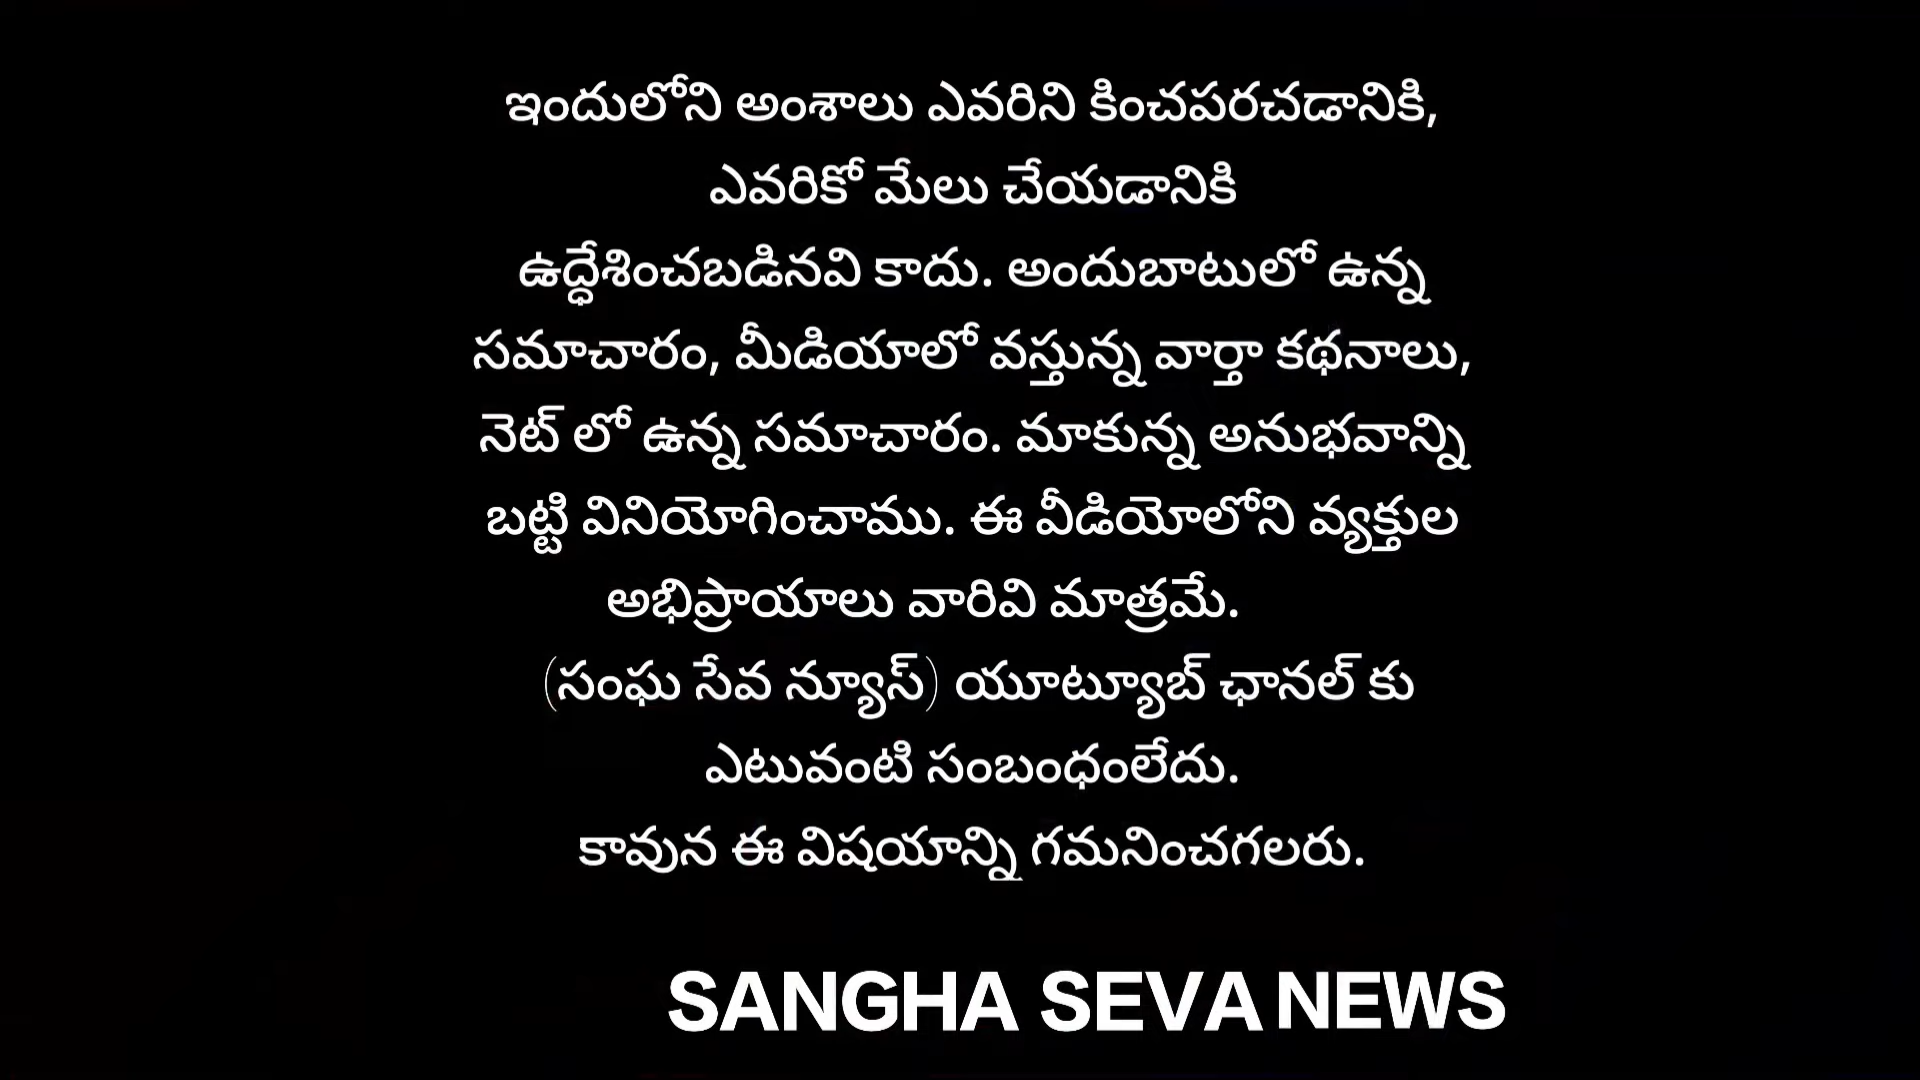 ఇందులోని అంశాలు ఎవరిని కించపరచడానికి,
ఎవరికో మేలు చేయడానికి
ఉద్ధేశించబడినవి కాదు. అందుబాటులో ఉన్న
సమాచారం, మీడియాలో వస్తున్న వార్తా కథనాలు,
నెట్ లో ఉన్న సమాచారం. మాకున్న అనుభవాన్ని
బట్టి వినియోగించాము. ఈ వీడియోలోని వ్యక్తుల
అభిప్రాయాలు వారివి మాత్రమే.
(సంఘ సేవ న్యూస్) యూట్యూబ్ ఛానల్ కు
ఎటువంటి సంబంధంలేదు.
కావున ఈ విషయాన్ని గమనించగలరు.
SANGHA SEVA NEWS